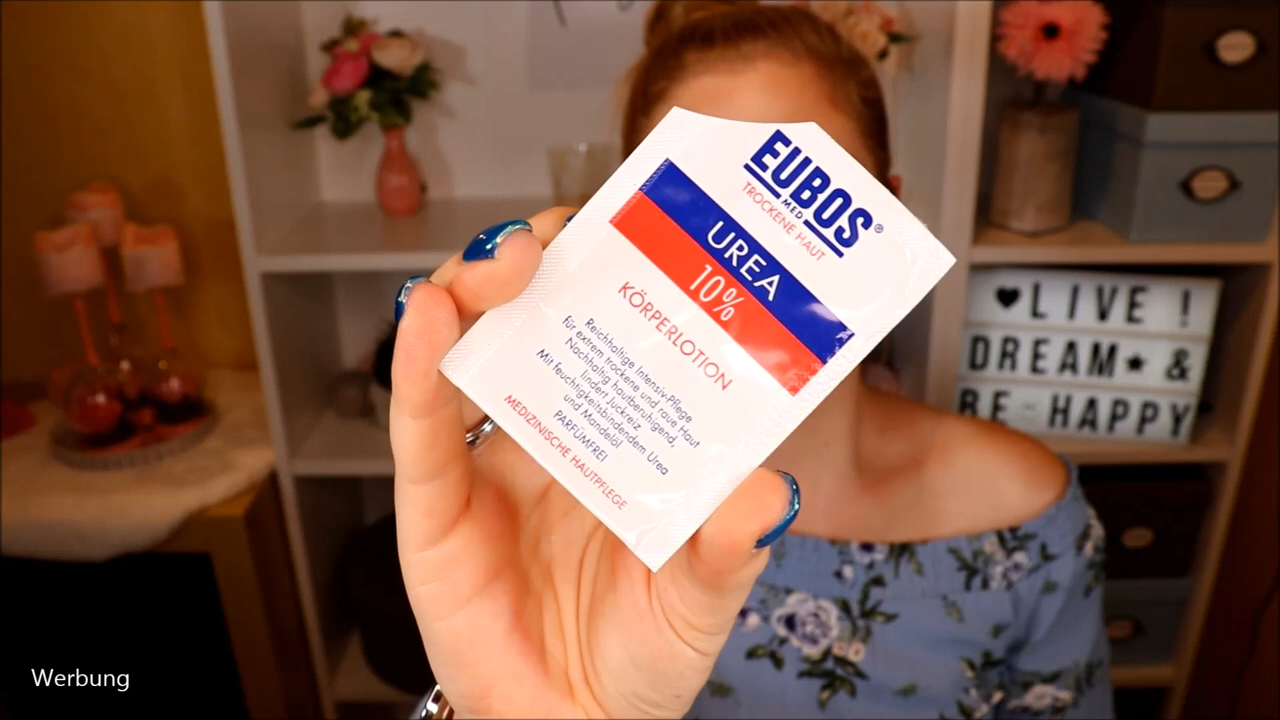 EUBOS®
MED
TROCKENE HAUT
UREA
10%
KÖRPERLOTION
Reichhaltige Intensiv-Pflege
für extrem trockene und raue Haut
Nachhaltig hautberuhigend,
lindert Juckreiz
Mit feuchtigkeitsbindendem Urea
und Mandelöl
PARFÜMFREI
MEDIZINISCHE HAUTPFLEGE
♥LIVE !
DREAM★&
BE-HAPPY
Werbung